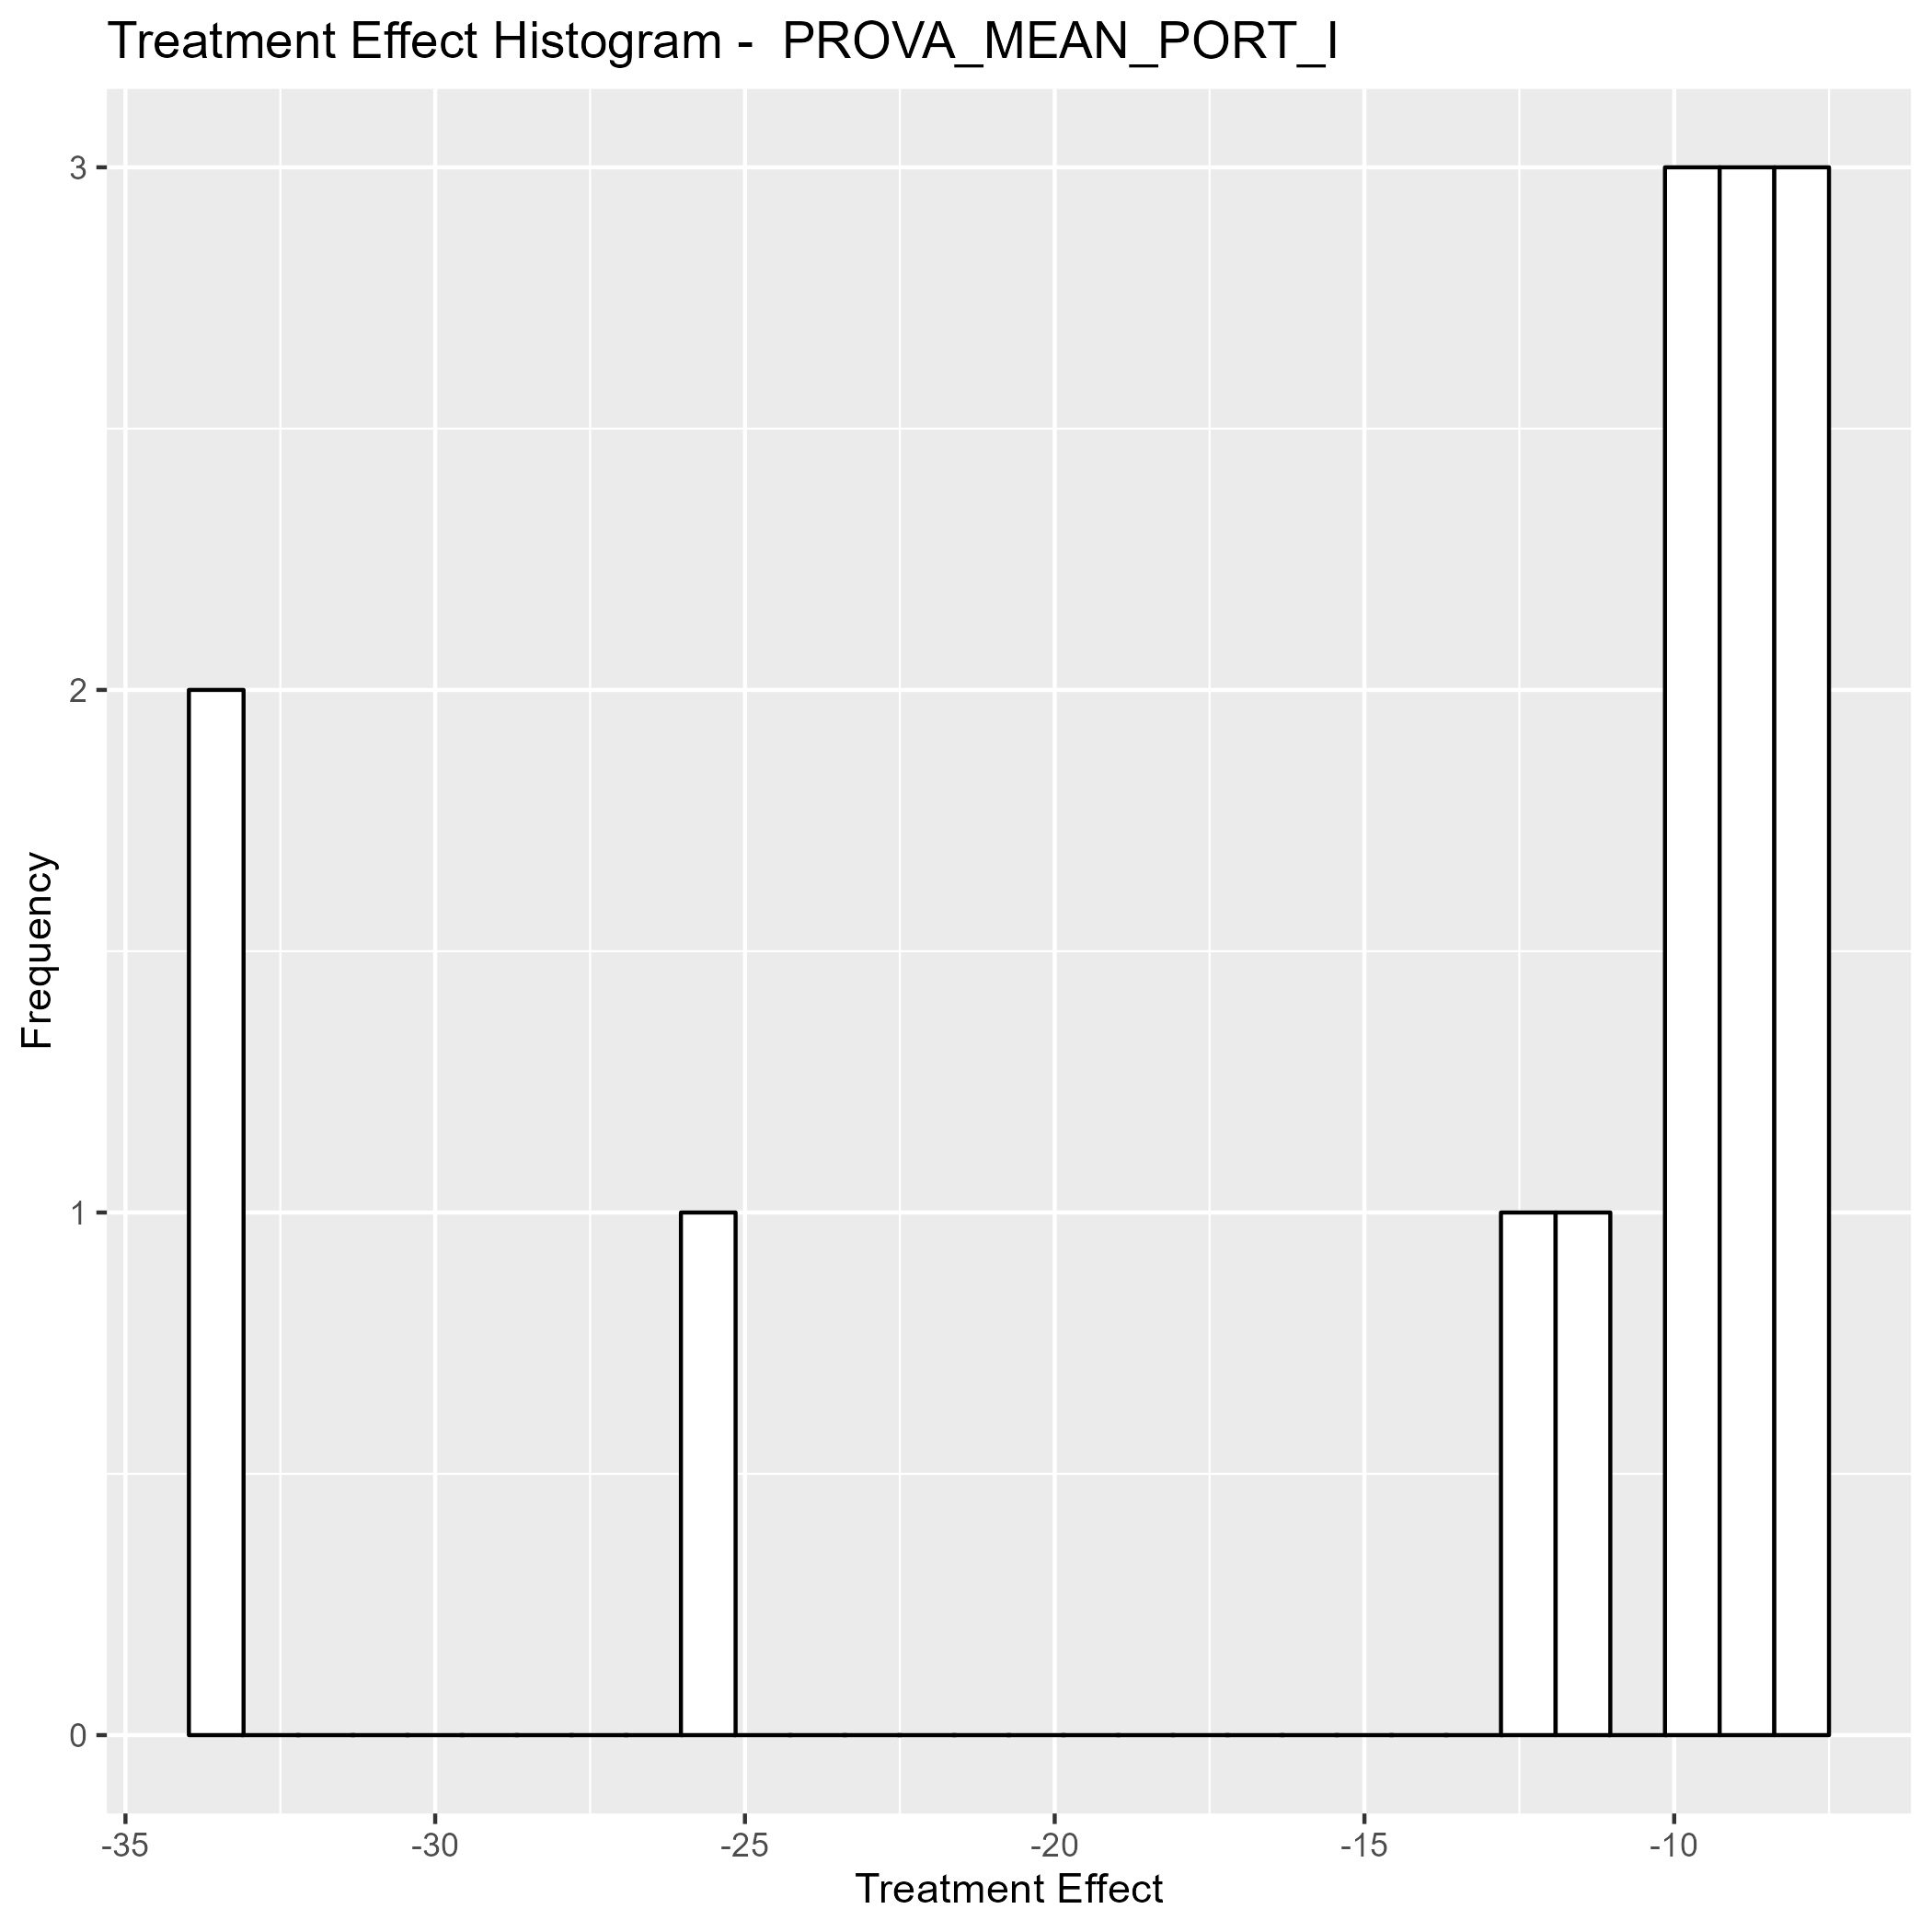 Treatment Effect Histogram -  PROVA_MEAN_PORT_I
3
2
1
0
Frequency
-35 -30 -25 -20 -15 -10
Treatment Effect